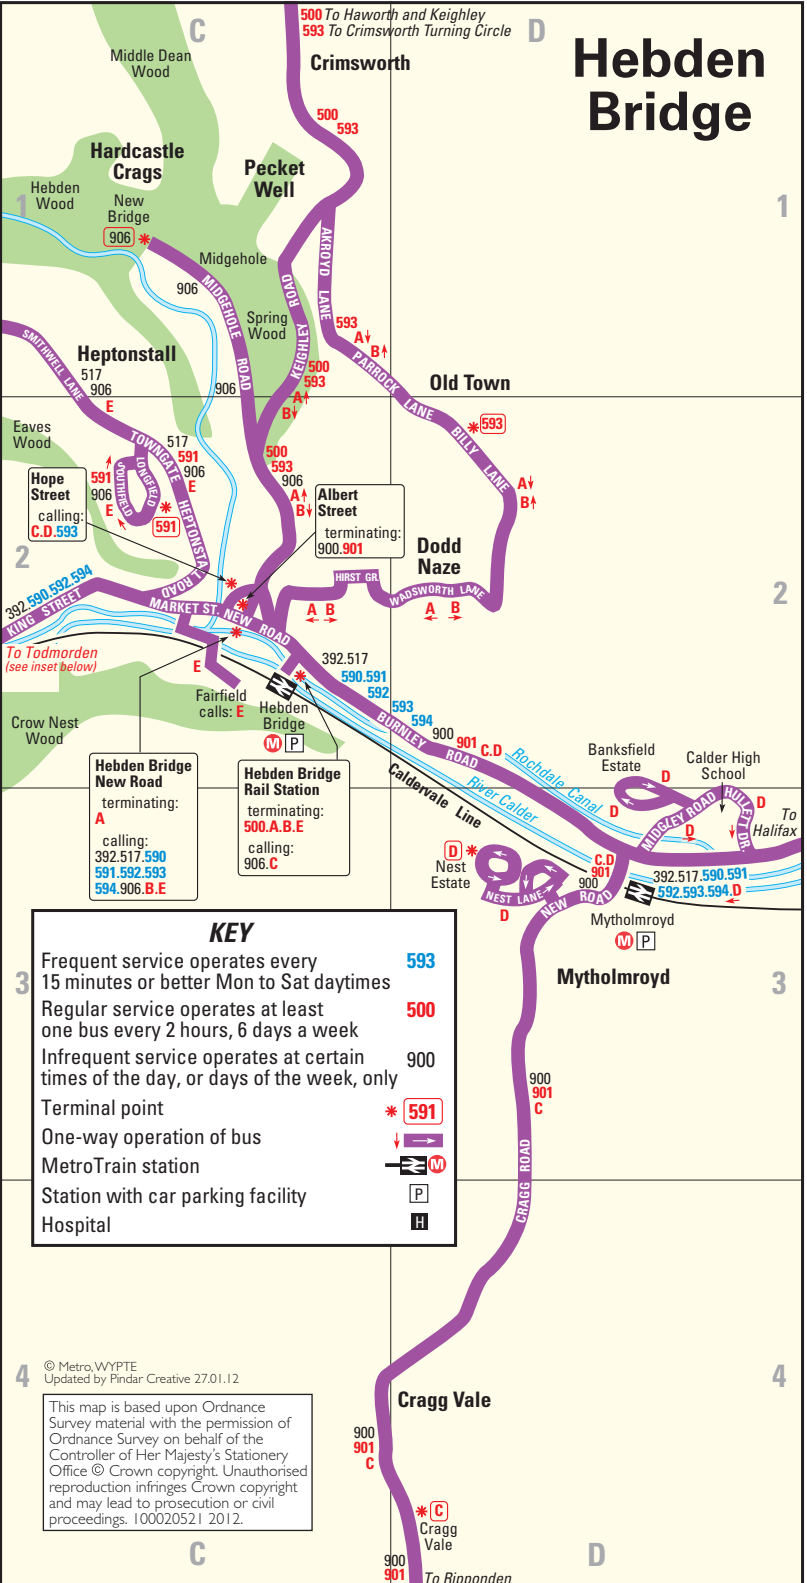 C
500 To Haworth and Keighley
593 To Crimsworth Turning Circle
D
Hebden
Bridge
Middle Dean
Wood
Crimsworth
500
593
Hardcastle
Crags
Pecket
Well
Hebden
Wood
1
New
Bridge
906
1
Midgehole
906
MIDGEHOLE ROAD
AKROYD LANE
KEIGHLEY ROAD
Spring
Wood
593
A
B
SMITHWELL LANE
Heptonstall
517
906
E
906
500
593
A
B
PARROCK LANE
Old Town
Eaves
Wood
593
BILLY LANE
TOWNGATE
517
591
906
E
500
593
906
A
B
A
B
Hope
Street
calling:
C.D.593
591
906
E
SOUTHFIELD
LONGFIELD
591
HEPTONSTALL ROAD
Albert
Street
terminating:
900.901
Dodd
Naze
2
2
HIRST GR.
WADSWORTH LANE
A B
A B
392.590.592.594
KING STREET
MARKET ST.
NEW ROAD
To Todmorden
(see inset below)
E
Fairfield
calls: E
Hebden
Bridge
M P
392.517
590.591
592
593
594
900
901
C.D
BURNLEY ROAD
Crow Nest
Wood
Rochdale Canal
River Calder
Caldervale Line
Banksfield
Estate
Calder High
School
D
D
D
D
MIDGLEY ROAD
HULLETT DR.
To
Halifax
Hebden Bridge
New Road
terminating:
A
calling:
392.517.590
591.592.593
594.906.B.E
Hebden Bridge
Rail Station
terminating:
500.A.B.E
calling:
906.C
D
Nest
Estate
NEST LANE
D
C.D
901
900
NEW ROAD
392.517.590.591
592.593.594.D
Mytholmroyd
M P
Mytholmroyd
3
3
KEY
Frequent service operates every
15 minutes or better Mon to Sat daytimes
593
Regular service operates at least
one bus every 2 hours, 6 days a week
500
Infrequent service operates at certain
times of the day, or days of the week, only
900
Terminal point
591
One-way operation of bus
MetroTrain station
M
Station with car parking facility
P
Hospital
H
900
901
C
CRAGG ROAD
4
4
© Metro, WYPTE
Updated by Pindar Creative 27.01.12
This map is based upon Ordnance
Survey material with the permission of
Ordnance Survey on behalf of the
Controller of Her Majesty's Stationery
Office © Crown copyright. Unauthorised
reproduction infringes Crown copyright
and may lead to prosecution or civil
proceedings. 100020521 2012.
Cragg Vale
900
901
C
C
Cragg
Vale
C
D
900
901
To Ripponden